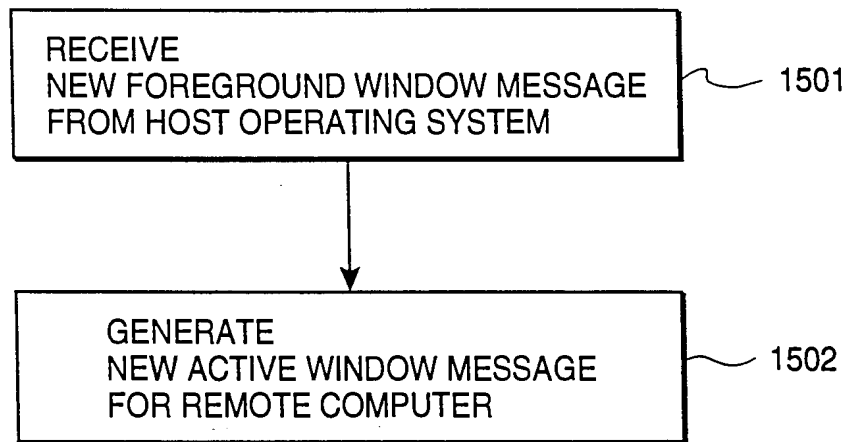 RECEIVE
NEW FOREGROUND WINDOW MESSAGE
FROM HOST OPERATING SYSTEM
1501
GENERATE
NEW ACTIVE WINDOW MESSAGE
FOR REMOTE COMPUTER
1502